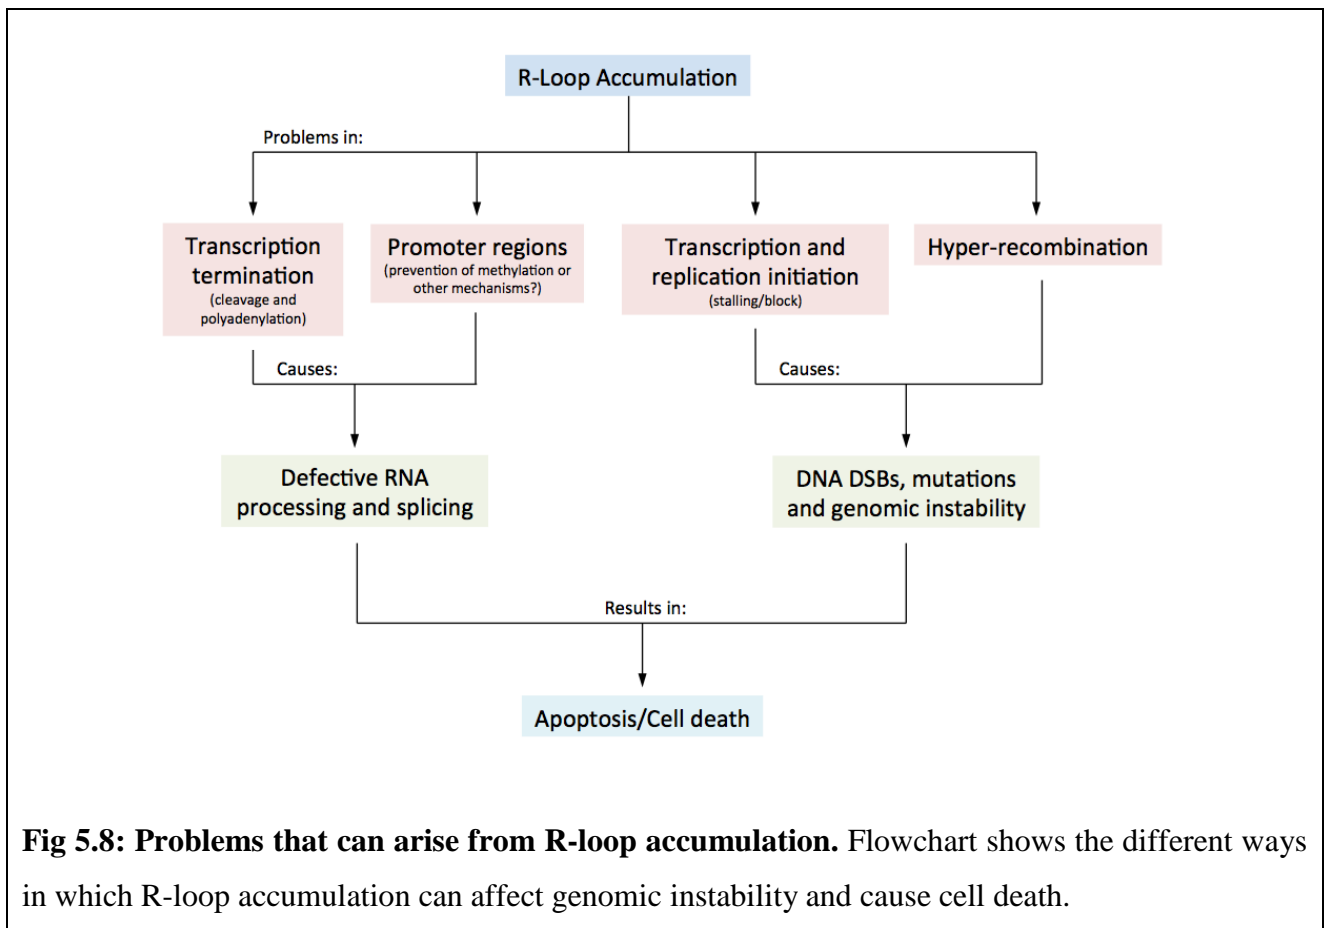 R-Loop Accumulation
Problems in:
Transcription
termination
(cleavage and
polyadenylation)
Promoter regions
(prevention of methylation or
other mechanisms?)
Transcription and
replication initiation
(stalling/block)
Hyper-recombination
Causes:
Causes:
Defective RNA
processing and splicing
DNA DSBs, mutations
and genomic instability
Results in:
Apoptosis/Cell death
Fig 5.8: Problems that can arise from R-loop accumulation. Flowchart shows the different ways
in which R-loop accumulation can affect genomic instability and cause cell death.